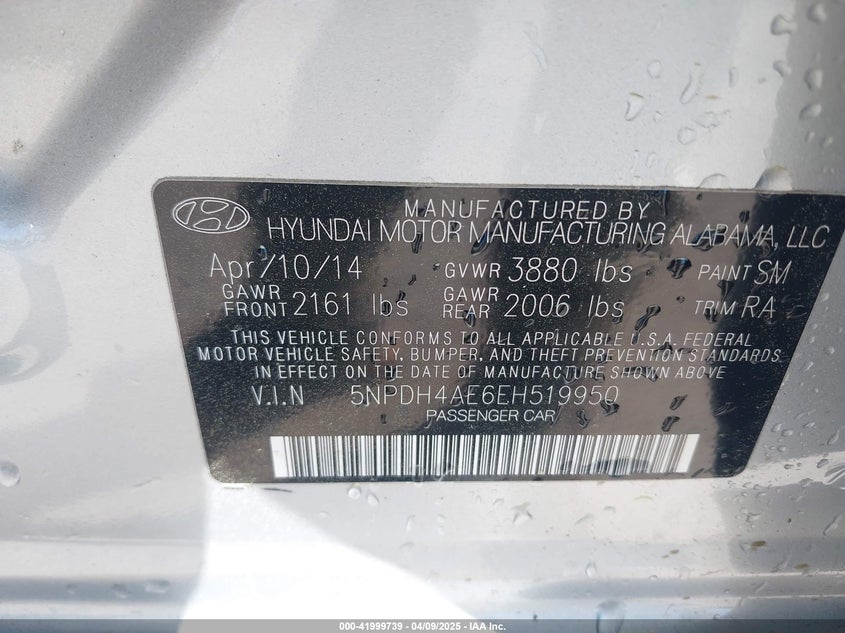 MANUFACTURED BY
HYUNDAI MOTOR MANUFACTURING ALABAMA, LLC
Apr/10/14 GVWR 3880 lbs PAINT SM
GAWR FRONT 2161 lbs GAWR REAR 2006 lbs TRIM RA
THIS VEHICLE CONFORMS TO ALL APPLICABLE U.S.A. FEDERAL
MOTOR VEHICLE SAFETY, BUMPER, AND THEFT PREVENTION STANDARDS
IN EFFECT ON THE DATE OF MANUFACTURE SHOWN ABOVE
V.I.N 5NPDH4AE6EH519950
PASSENGER CAR
000-41999739 - 04/09/2025 - IAA Inc.